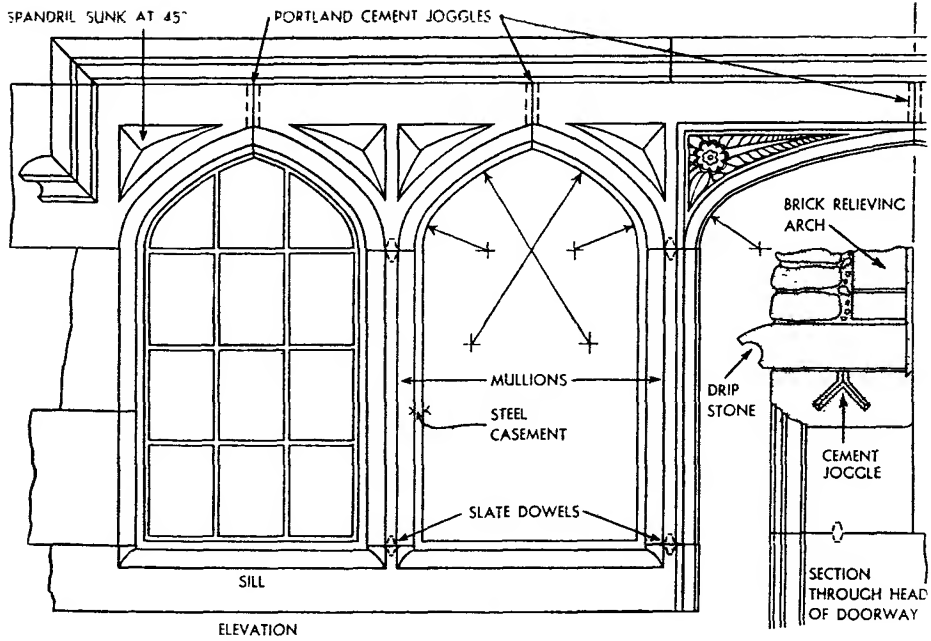 SPANDRIL SUNK AT 45°
PORTLAND CEMENT JOGGLES
BRICK RELIEVING
ARCH
MULLIONS
DRIP
STONE
STEEL
CASEMENT
CEMENT
JOGGLE
SLATE DOWELS
SILL
SECTION
THROUGH HEAD
OF DOORWAY
ELEVATION